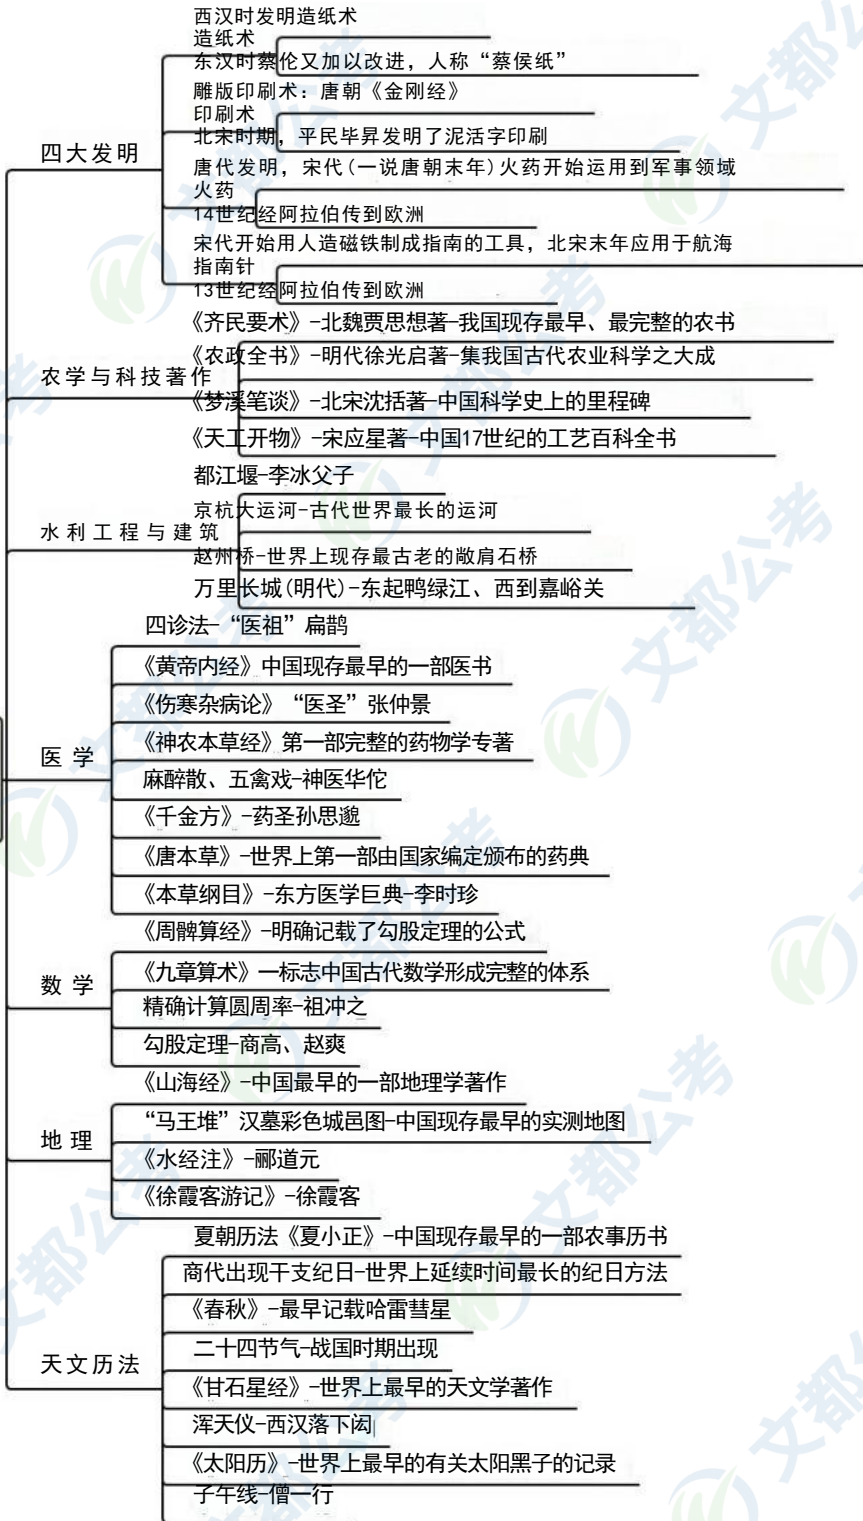 西汉时发明造纸术
造纸术
东汉时蔡伦又加以改进，人称“蔡侯纸”
雕版印刷术：唐朝《金刚经》
印刷术
北宋时期，平民毕昇发明了泥活字印刷
四大发明
唐代发明，宋代(一说唐朝末年)火药开始运用到军事领域
火药
14世纪经阿拉伯传到欧洲
宋代开始用人造磁铁制成指南的工具，北宋末年应用于航海
指南针
13世纪经阿拉伯传到欧洲
《齐民要术》-北魏贾思想著-我国现存最早、最完整的农书
《农政全书》-明代徐光启著-集我国古代农业科学之大成
农学与科技著作
《梦溪笔谈》-北宋沈括著-中国科学史上的里程碑
《天工开物》-宋应星著-中国17世纪的工艺百科全书
都江堰-李冰父子
京杭大运河-古代世界最长的运河
水利工程与建筑
赵州桥-世界上现存最古老的敞肩石桥
万里长城(明代)-东起鸭绿江、西到嘉峪关
四诊法-“医祖”扁鹊
《黄帝内经》中国现存最早的一部医书
《伤寒杂病论》“医圣”张仲景
《神农本草经》第一部完整的药物学专著
医学
麻醉散、五禽戏-神医华佗
《千金方》-药圣孙思邈
《唐本草》-世界上第一部由国家编定颁布的药典
《本草纲目》-东方医学巨典-李时珍
《周髀算经》-明确记载了勾股定理的公式
《九章算术》一标志中国古代数学形成完整的体系
数学
精确计算圆周率-祖冲之
勾股定理-商高、赵爽
《山海经》-中国最早的一部地理学著作
“马王堆”汉墓彩色城邑图-中国现存最早的实测地图
地理
《水经注》-郦道元
《徐霞客游记》-徐霞客
夏朝历法《夏小正》-中国现存最早的一部农事历书
商代出现干支纪日-世界上延续时间最长的纪日方法
《春秋》-最早记载哈雷彗星
二十四节气-战国时期出现
天文历法
《甘石星经》-世界上最早的天文学著作
浑天仪-西汉落下闳
《太阳历》-世界上最早的有关太阳黑子的记录
子午线-僧一行
文都公考